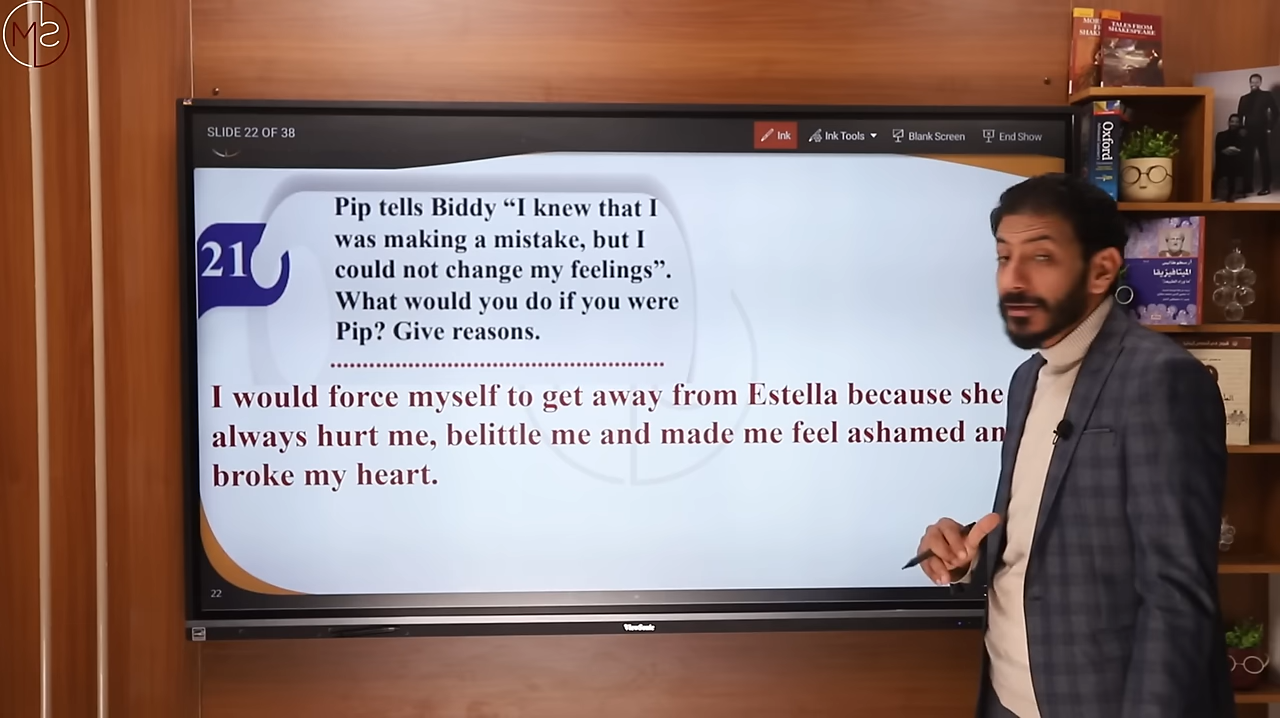 MS
SLIDE 22 OF 38
Ink
Ink Tools
Blank Screen
End Show
21
Pip tells Biddy “I knew that I
was making a mistake, but I
could not change my feelings”.
What would you do if you were
Pip? Give reasons.
I would force myself to get away from Estella because she
always hurt me, belittle me and made me feel ashamed an
broke my heart.
22
ViewSonic
TALES FROM
SHAKESPEARE
Oxford
الميتافيزيقا